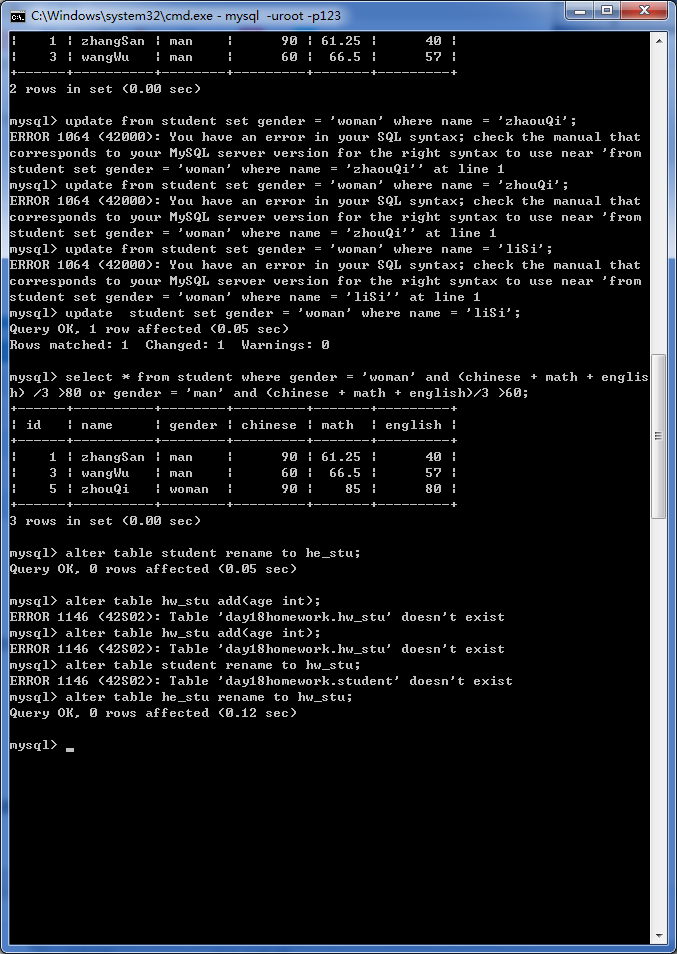 C:\Windows\system32\cmd.exe - mysql  -uroot -p123
¦    1 ¦ zhangSan ¦ man    ¦      90 ¦ 61.25 ¦      40 ¦
¦    3 ¦ wangWu   ¦ man    ¦      60 ¦  66.5 ¦      57 ¦
+------+----------+--------+---------+-------+---------+
2 rows in set (0.00 sec)
mysql> update from student set gender = 'woman' where name = 'zhaouQi';
ERROR 1064 (42000): You have an error in your SQL syntax; check the manual that
corresponds to your MySQL server version for the right syntax to use near 'from
student set gender = 'woman' where name = 'zhaouQi'' at line 1
mysql> update from student set gender = 'woman' where name = 'zhouQi';
ERROR 1064 (42000): You have an error in your SQL syntax; check the manual that
corresponds to your MySQL server version for the right syntax to use near 'from
student set gender = 'woman' where name = 'zhouQi'' at line 1
mysql> update from student set gender = 'woman' where name = 'liSi';
ERROR 1064 (42000): You have an error in your SQL syntax; check the manual that
corresponds to your MySQL server version for the right syntax to use near 'from
student set gender = 'woman' where name = 'liSi'' at line 1
mysql> update  student set gender = 'woman' where name = 'liSi';
Query OK, 1 row affected (0.05 sec)
Rows matched: 1  Changed: 1  Warnings: 0
mysql> select * from student where gender = 'woman' and (chinese + math + englis
h) /3 >80 or gender = 'man' and (chinese + math + english)/3 >60;
+------+----------+--------+---------+-------+---------+
¦ id   ¦ name     ¦ gender ¦ chinese ¦ math  ¦ english ¦
+------+----------+--------+---------+-------+---------+
¦    1 ¦ zhangSan ¦ man    ¦      90 ¦ 61.25 ¦      40 ¦
¦    3 ¦ wangWu   ¦ man    ¦      60 ¦  66.5 ¦      57 ¦
¦    5 ¦ zhouQi   ¦ woman  ¦      90 ¦    85 ¦      80 ¦
+------+----------+--------+---------+-------+---------+
3 rows in set (0.00 sec)
mysql> alter table student rename to he_stu;
Query OK, 0 rows affected (0.05 sec)
mysql> alter table hw_stu add(age int);
ERROR 1146 (42S02): Table 'day18homework.hw_stu' doesn't exist
mysql> alter table hw_stu add(age int);
ERROR 1146 (42S02): Table 'day18homework.hw_stu' doesn't exist
mysql> alter table student rename to hw_stu;
ERROR 1146 (42S02): Table 'day18homework.student' doesn't exist
mysql> alter table he_stu rename to hw_stu;
Query OK, 0 rows affected (0.12 sec)
mysql> _